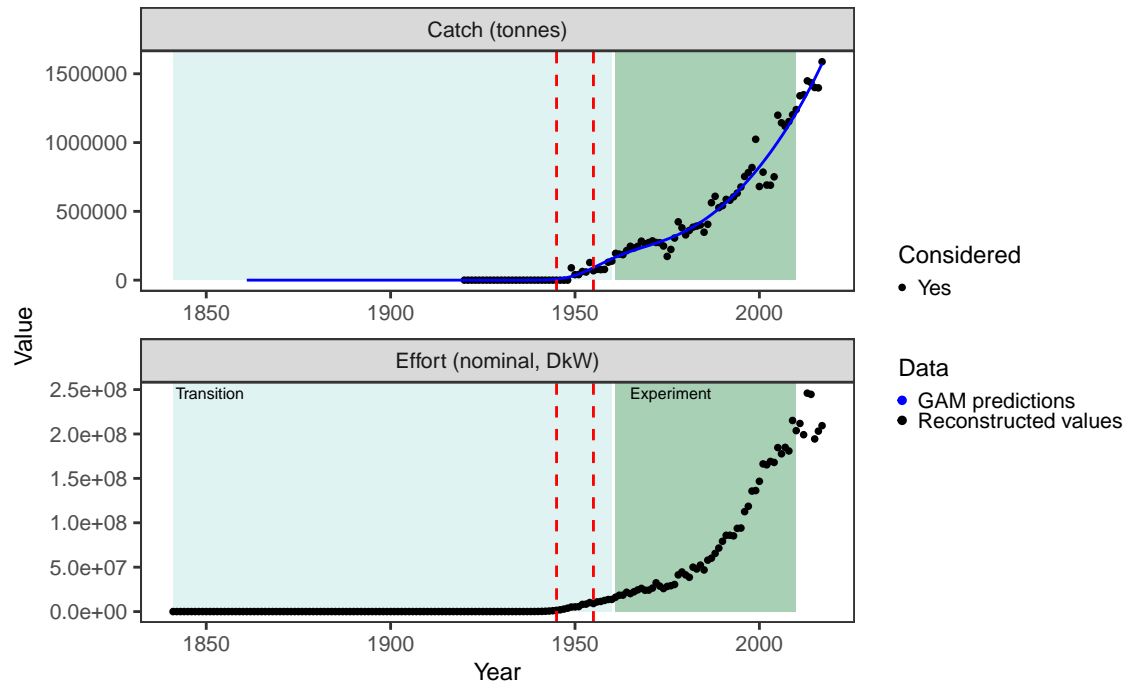 Catch (tonnes)
1500000
1000000
500000
0
1850 1900 1950 2000
Value
Effort (nominal, DkW)
Transition Experiment
2.5e+08
2.0e+08
1.5e+08
1.0e+08
5.0e+07
0.0e+00
1850 1900 1950 2000
Year
Considered
Yes
Data
GAM predictions
Reconstructed values